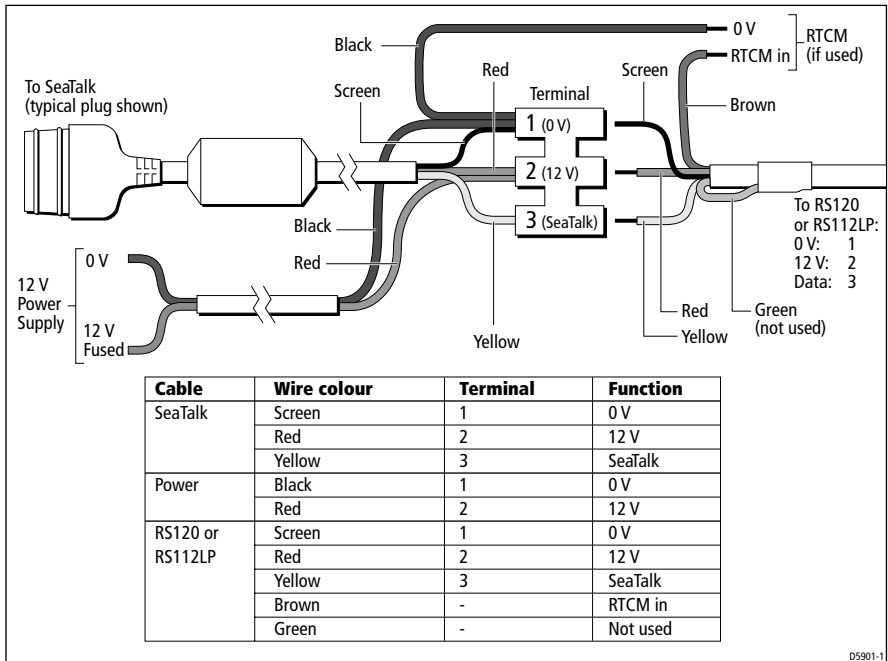 0 V
RTCM in
RTCM
(if used)
Black
Red
Screen
Terminal
Screen
Brown
To SeaTalk
(typical plug shown)
1 (0 V)
2 (12 V)
3 (SeaTalk)
To RS120
or RS112LP:
0 V: 1
12 V: 2
Data: 3
Black
Red
Yellow
Red
Yellow
Green
(not used)
12 V
Power
Supply
0 V
12 V
Fused
Cable Wire colour Terminal Function
SeaTalk Screen 1 0 V
Red 2 12 V
Yellow 3 SeaTalk
Power Black 1 0 V
Red 2 12 V
RS120 or Screen 1 0 V
RS112LP Red 2 12 V
Yellow 3 SeaTalk
Brown - RTCM in
Green - Not used
D5901-1